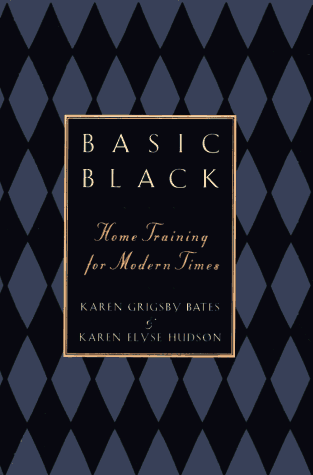 BASIC
BLACK
Home Training
for Modern Times
KAREN GRIGSBY BATES
&
KAREN ELYSE HUDSON